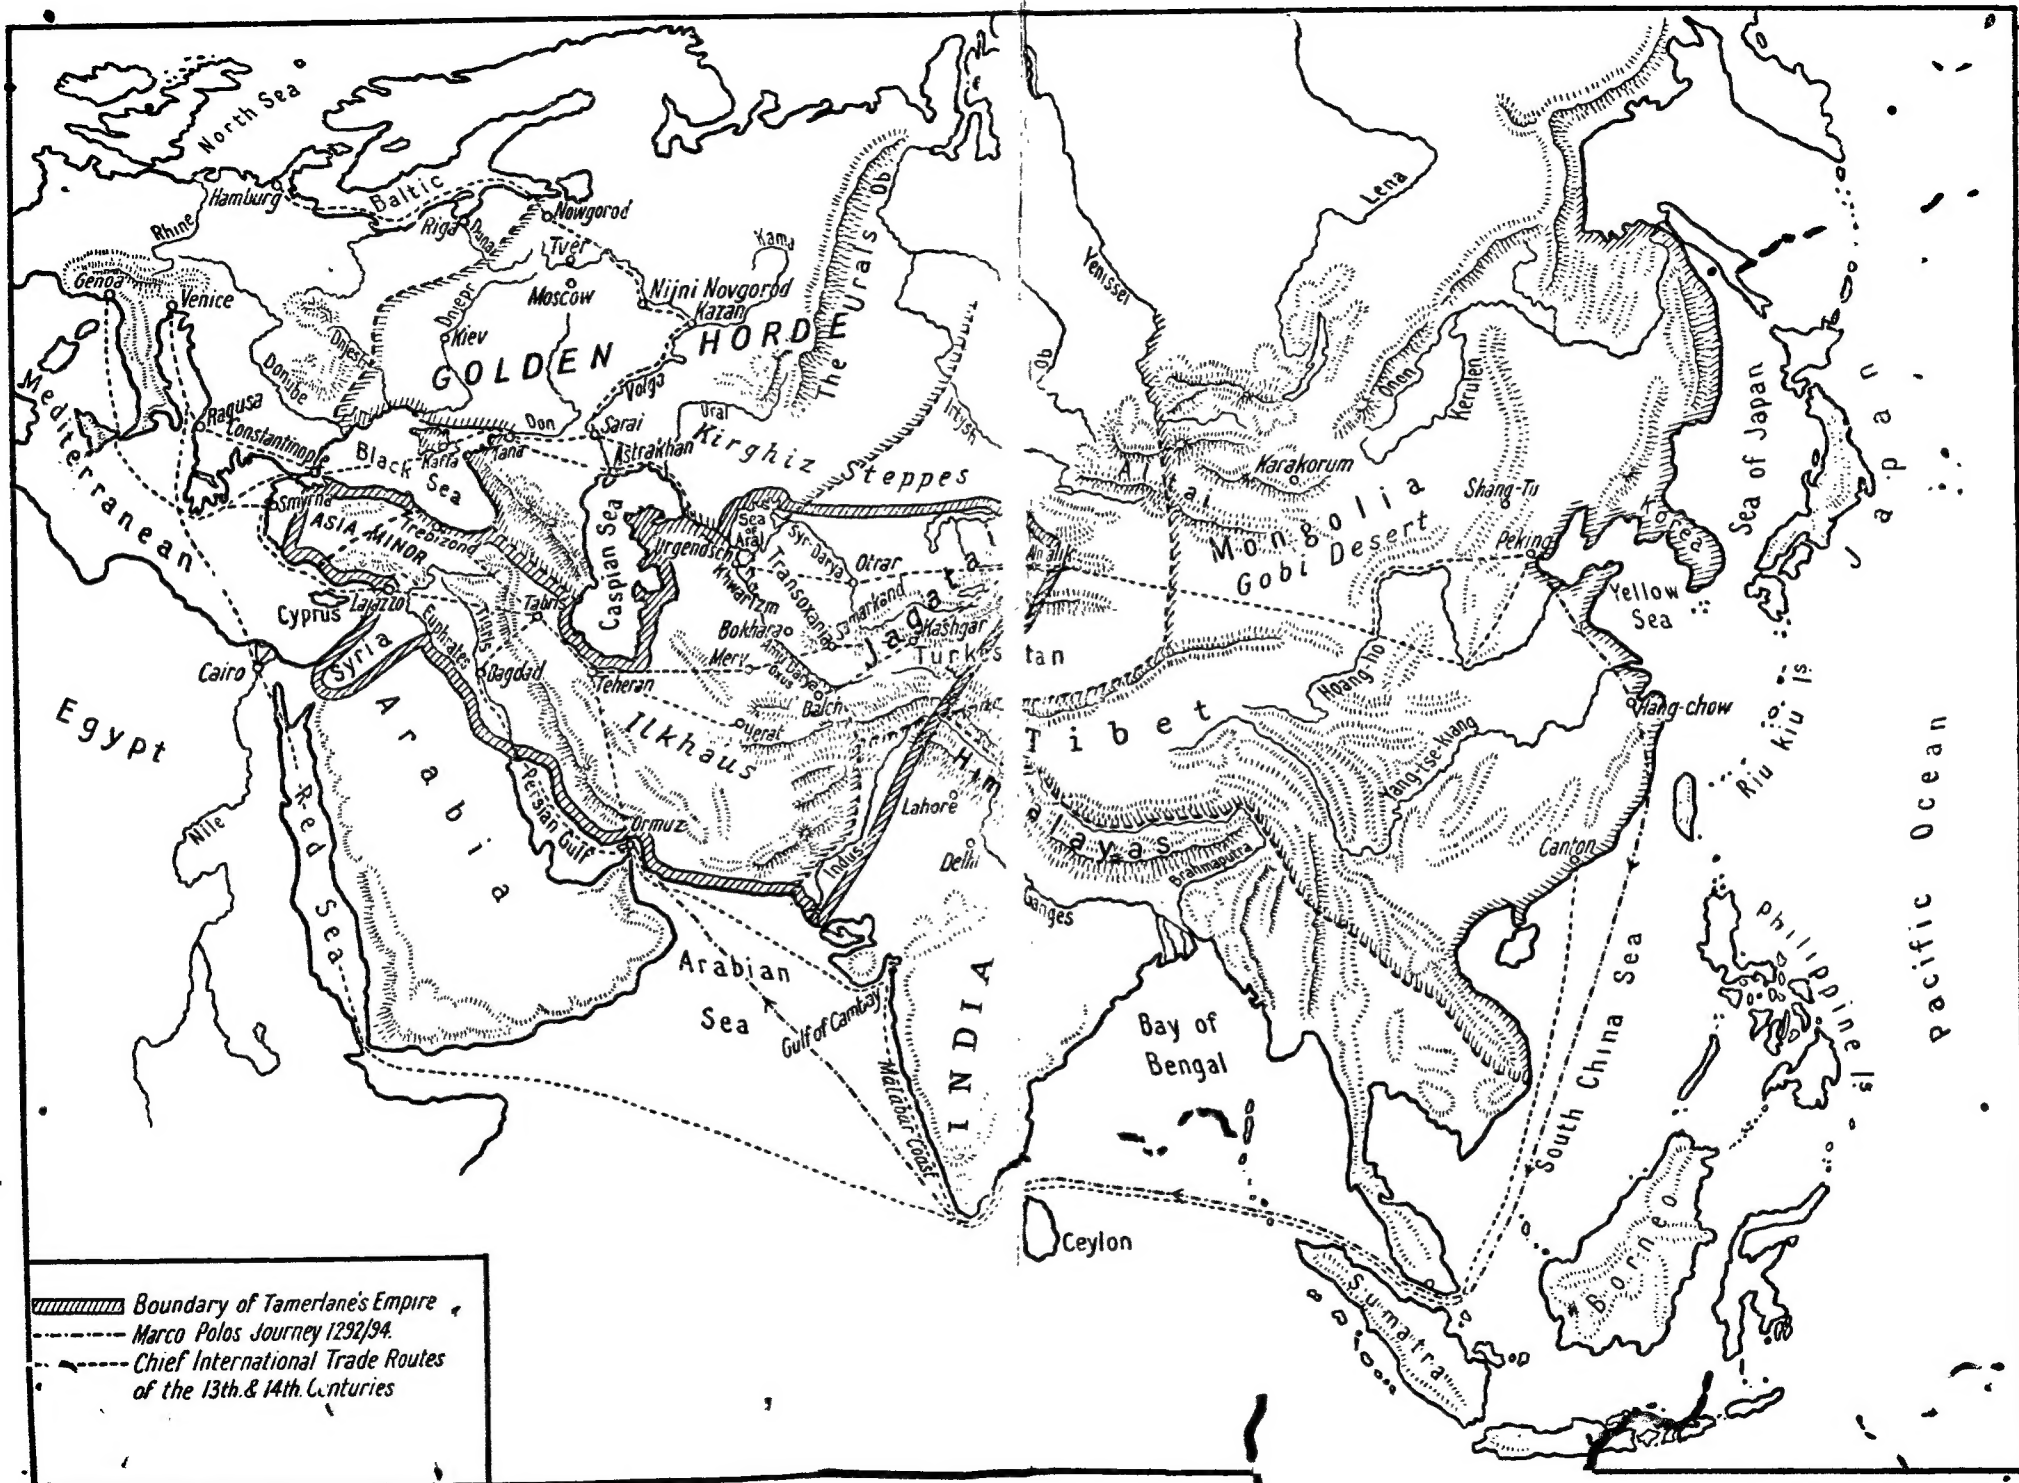 North Sea
Baltic
Hamburg
Rhine
Riga
Nowgorod
Tver
Moscow
Nijni Novgorod
Kama
Kazan
Ob
The Urals
Genoa
Venice
Dnjestr
Dnjepr
Kiev
GOLDEN HORDE
Volga
Donube
Mediterranean
Ragusa
Constantinople
Black Sea
Kaffa
Tana
Don
Sarai
Astrakhan
Ural
Kirghiz Steppes
Irtysh
Yenissei
Ob
Lena
Onon
Kerulen
Altai
Karakorum
Mongolia
Gobi Desert
Shang-Tu
Peking
Korea
Sea of Japan
Japan
Yellow Sea
Smyrna
ASIA MINOR
Trebizond
Caspian Sea
Sea of Aral
Urgendsch
Khwarizm
Transoxania
Syr-Darya
Otrar
Samarkand
Jagatai
Kashgar
Turkestan
Bokhara
Amu Darya
Oxus
Merv
Balch
Cyprus
Lajazzo
Syria
Euphrates
Tigris
Tabris
Bagdad
Teheran
Herat
Ilkhaus
Cairo
Egypt
Nile
Red Sea
Arabia
Persian Gulf
Ormuz
Indus
Lahore
Delhi
Himalayas
Tibet
Brahmaputra
Ganges
Hoang-ho
Yang-tse-kiang
Hang-chow
Canton
Riu Kiu Is
Pacific Ocean
Philippine Is
South China Sea
Arabian Sea
Gulf of Cambay
Malabar Coast
INDIA
Bay of Bengal
Ceylon
Sumatra
Borneo
Boundary of Tamerlane's Empire
Marco Polos Journey 1292/94.
Chief International Trade Routes
of the 13th. & 14th. Centuries